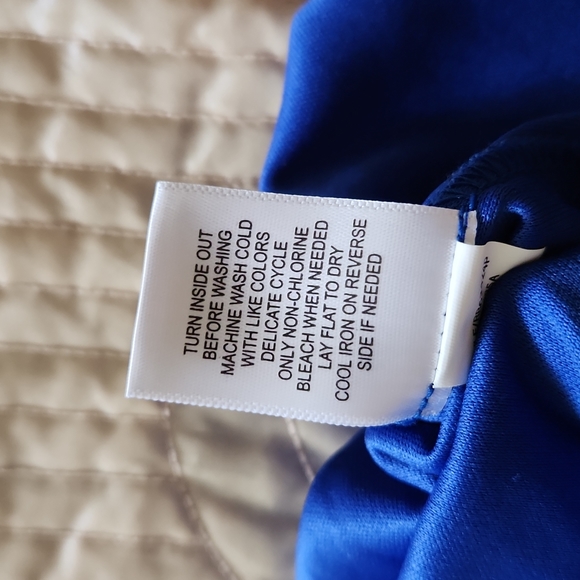 TURN INSIDE OUT
BEFORE WASHING
MACHINE WASH COLD
WITH LIKE COLORS
DELICATE CYCLE
ONLY NON-CHLORINE
BLEACH WHEN NEEDED
LAY FLAT TO DRY
COOL IRON ON REVERSE
SIDE IF NEEDED